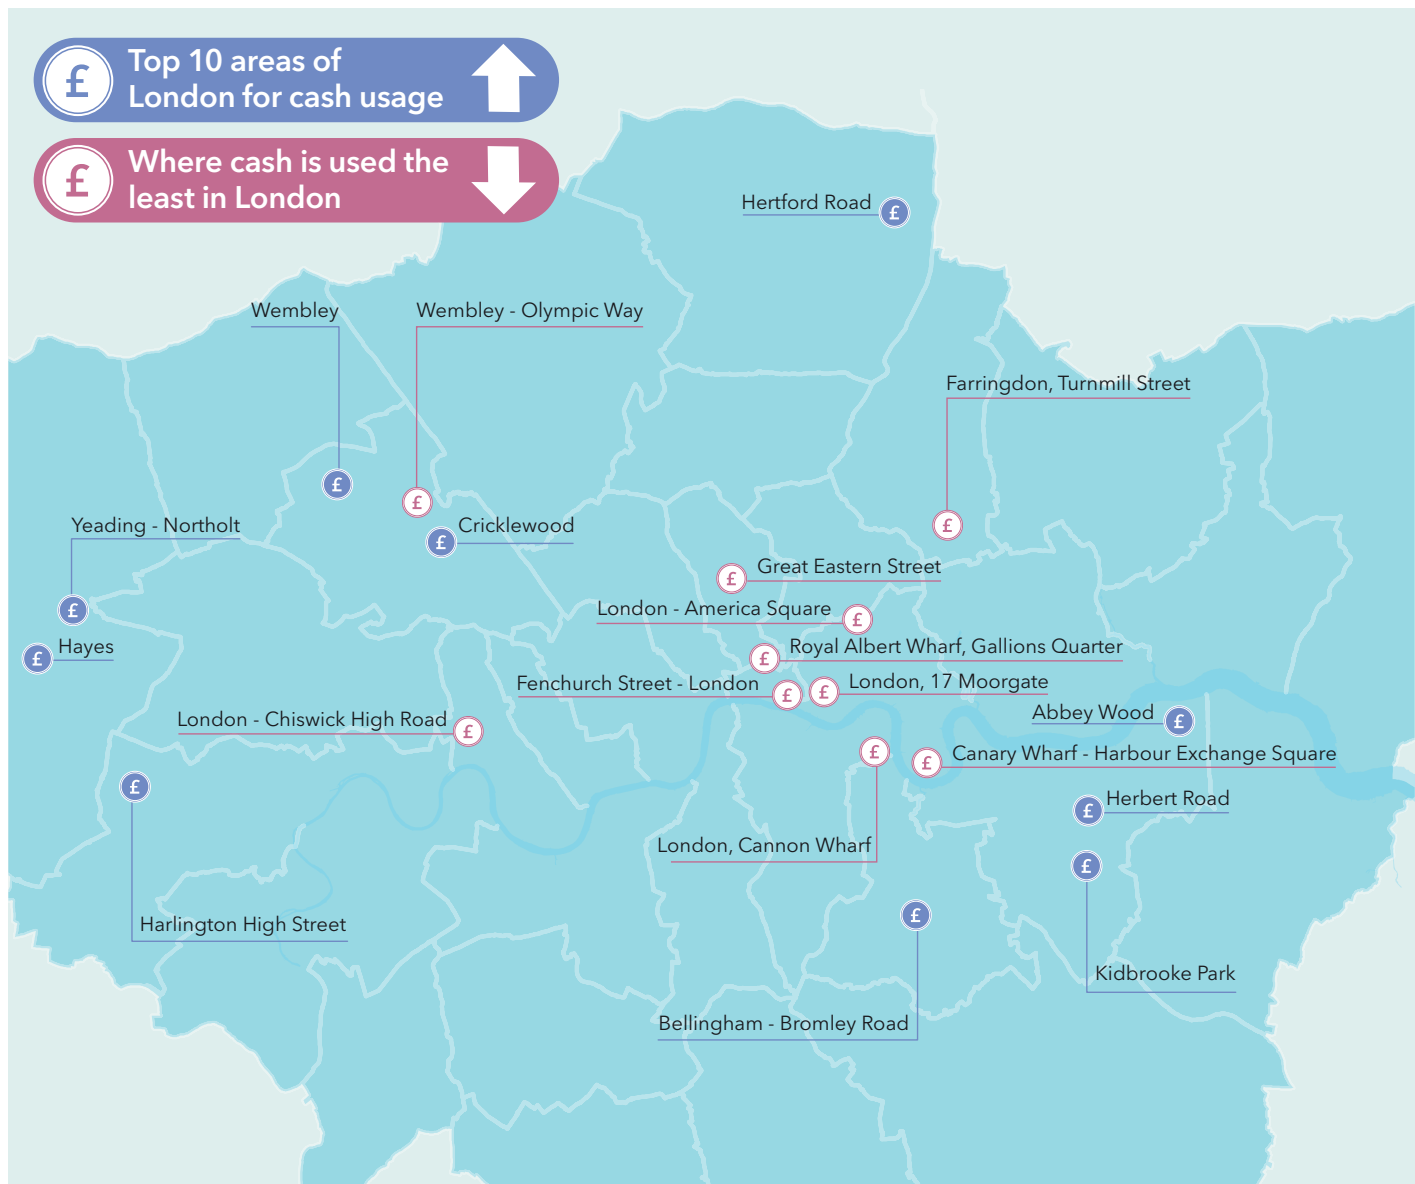 £
Top 10 areas of
London for cash usage
£
Where cash is used the
least in London
Hertford Road
£
Wembley
Wembley - Olympic Way
Farringdon, Turnmill Street
£
£
Yeading - Northolt
Cricklewood
£
£
Great Eastern Street
£
London - America Square
£
£
Hayes
£
Royal Albert Wharf, Gallions Quarter
£
Fenchurch Street - London
£
£
London, 17 Moorgate
London - Chiswick High Road
£
Abbey Wood
£
£
£
Canary Wharf - Harbour Exchange Square
£
£
Herbert Road
London, Cannon Wharf
£
£
Harlington High Street
Kidbrooke Park
Bellingham - Bromley Road